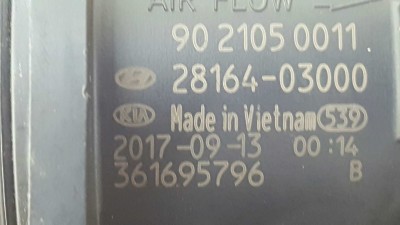 AIR FLOW
90 2105 0011
28164-03000
KIA Made in Vietnam 539
2017-09-13 00:14
361695796 B